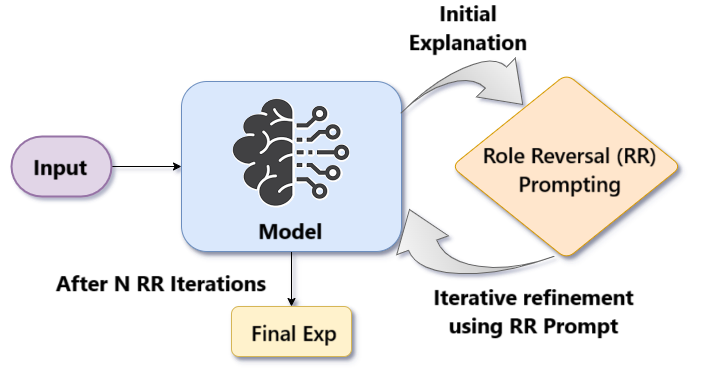 Initial
Explanation
Input
Model
Role Reversal (RR)
Prompting
After N RR Iterations
Final Exp
Iterative refinement
using RR Prompt